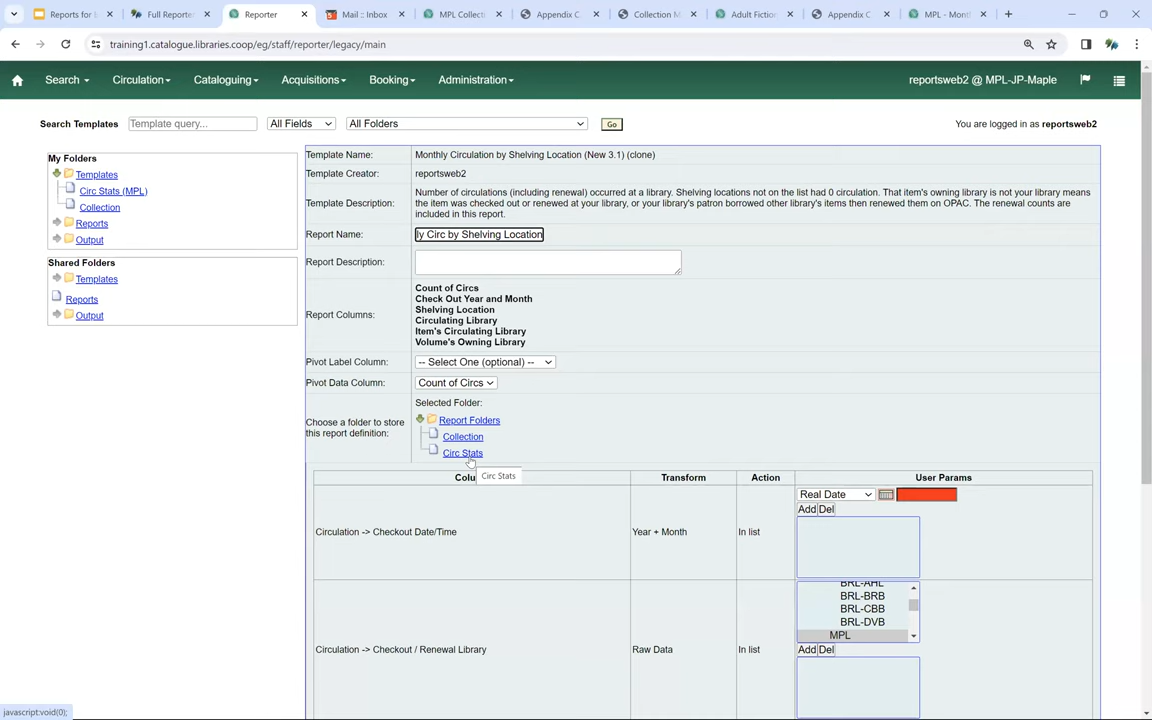 Reports for L
Full Reporter
Reporter
Mail :: Inbox
MPL Collecti
Appendix C.
Collection M
Adult Fiction
Appendix C.
MPL - Mont
training1.catalogue.libraries.coop/eg/staff/reporter/legacy/main
Search
Circulation
Cataloguing
Acquisitions
Booking
Administration
reportsweb2 @ MPL-JP-Maple
Search Templates
Template query...
All Fields
All Folders
Go
You are logged in as reportsweb2
My Folders
Templates
Circ Stats (MPL)
Collection
Reports
Output
Shared Folders
Templates
Reports
Output
Template Name:
Monthly Circulation by Shelving Location (New 3.1) (clone)
Template Creator:
reportsweb2
Template Description:
Number of circulations (including renewal) occurred at a library. Shelving locations not on the list had 0 circulation. That item's owning library is not your library means
the item was checked out or renewed at your library, or your library's patron borrowed other library's items then renewed them on OPAC. The renewal counts are
included in this report.
Report Name:
ly Circ by Shelving Location
Report Description:
Report Columns:
Count of Circs
Check Out Year and Month
Shelving Location
Circulating Library
Item's Circulating Library
Volume's Owning Library
Pivot Label Column:
-- Select One (optional) --
Pivot Data Column:
Count of Circs
Choose a folder to store
this report definition:
Selected Folder:
Report Folders
Collection
Circ Stats
Circ Stats
Colu
Transform
Action
User Params
Circulation -> Checkout Date/Time
Year + Month
In list
Real Date
Add Del
Circulation -> Checkout / Renewal Library
Raw Data
In list
BRL-AHL
BRL-BRB
BRL-CBB
BRL-DVB
MPL
Add Del
javascript:void(0);